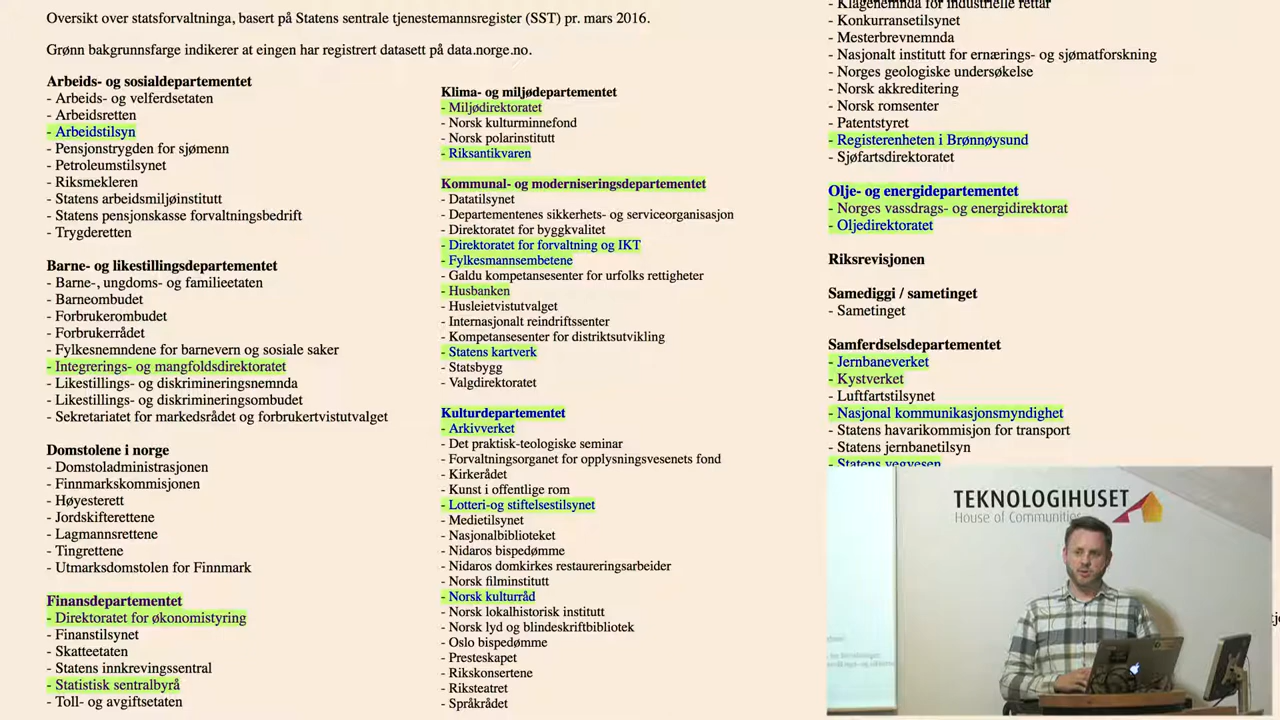 Oversikt over statsforvaltninga, basert på Statens sentrale tjenestemannsregister (SST) pr. mars 2016.
Grønn bakgrunnsfarge indikerer at eingen har registrert datasett på data.norge.no.
Arbeids- og sosialdepartementet
- Arbeids- og velferdsetaten
- Arbeidsretten
- Arbeidstilsyn
- Pensjonstrygden for sjømenn
- Petroleumstilsynet
- Riksmekleren
- Statens arbeidsmiljøinstitutt
- Statens pensjonskasse forvaltningsbedrift
- Trygderetten
Barne- og likestillingsdepartementet
- Barne-, ungdoms- og familieetaten
- Barneombudet
- Forbrukerombudet
- Forbrukerrådet
- Fylkesnemndene for barnevern og sosiale saker
- Integrerings- og mangfoldsdirektoratet
- Likestillings- og diskrimineringsnemnda
- Likestillings- og diskrimineringsombudet
- Sekretariatet for markedsrådet og forbrukertvistutvalget
Domstolene i norge
- Domstoladministrasjonen
- Finnmarkskommisjonen
- Høyesterett
- Jordskifterettene
- Lagmannsrettene
- Tingrettene
- Utmarksdomstolen for Finnmark
Finansdepartementet
- Direktoratet for økonomistyring
- Finanstilsynet
- Skatteetaten
- Statens innkrevingssentral
- Statistisk sentralbyrå
- Toll- og avgiftsetaten
Klima- og miljødepartementet
- Miljødirektoratet
- Norsk kulturminnefond
- Norsk polarinstitutt
- Riksantikvaren
Kommunal- og moderniseringsdepartementet
- Datatilsynet
- Departementenes sikkerhets- og serviceorganisasjon
- Direktoratet for byggkvalitet
- Direktoratet for forvaltning og IKT
- Fylkesmannsembetene
- Galdu kompetansesenter for urfolks rettigheter
- Husbanken
- Husleietvistutvalget
- Internasjonalt reindriftssenter
- Kompetansesenter for distriktsutvikling
- Statens kartverk
- Statsbygg
- Valgdirektoratet
Kulturdepartementet
- Arkivverket
- Det praktisk-teologiske seminar
- Forvaltningsorganet for opplysningsvesenets fond
- Kirkerådet
- Kunst i offentlige rom
- Lotteri-og stiftelsestilsynet
- Medietilsynet
- Nasjonalbiblioteket
- Nidaros bispedømme
- Nidaros domkirkes restaureringsarbeider
- Norsk filminstitutt
- Norsk kulturråd
- Norsk lokalhistorisk institutt
- Norsk lyd og blindeskriftbibliotek
- Oslo bispedømme
- Presteskapet
- Rikskonsertene
- Riksteatret
- Språkrådet
- Klagenemnda for industrielle rettar
- Konkurransetilsynet
- Mesterbrevnemnda
- Nasjonalt institutt for ernærings- og sjømatforskning
- Norges geologiske undersøkelse
- Norsk akkreditering
- Norsk romsenter
- Patentstyret
- Registerenheten i Brønnøysund
- Sjøfartsdirektoratet
Olje- og energidepartementet
- Norges vassdrags- og energidirektorat
- Oljedirektoratet
Riksrevisjonen
Samediggi / sametinget
- Sametinget
Samferdselsdepartementet
- Jernbaneverket
- Kystverket
- Luftfartstilsynet
- Nasjonal kommunikasjonsmyndighet
- Statens havarikommisjon for transport
- Statens jernbanetilsyn
- Statens vegvesen
TEKNOLOGIHUSET
House of Communities